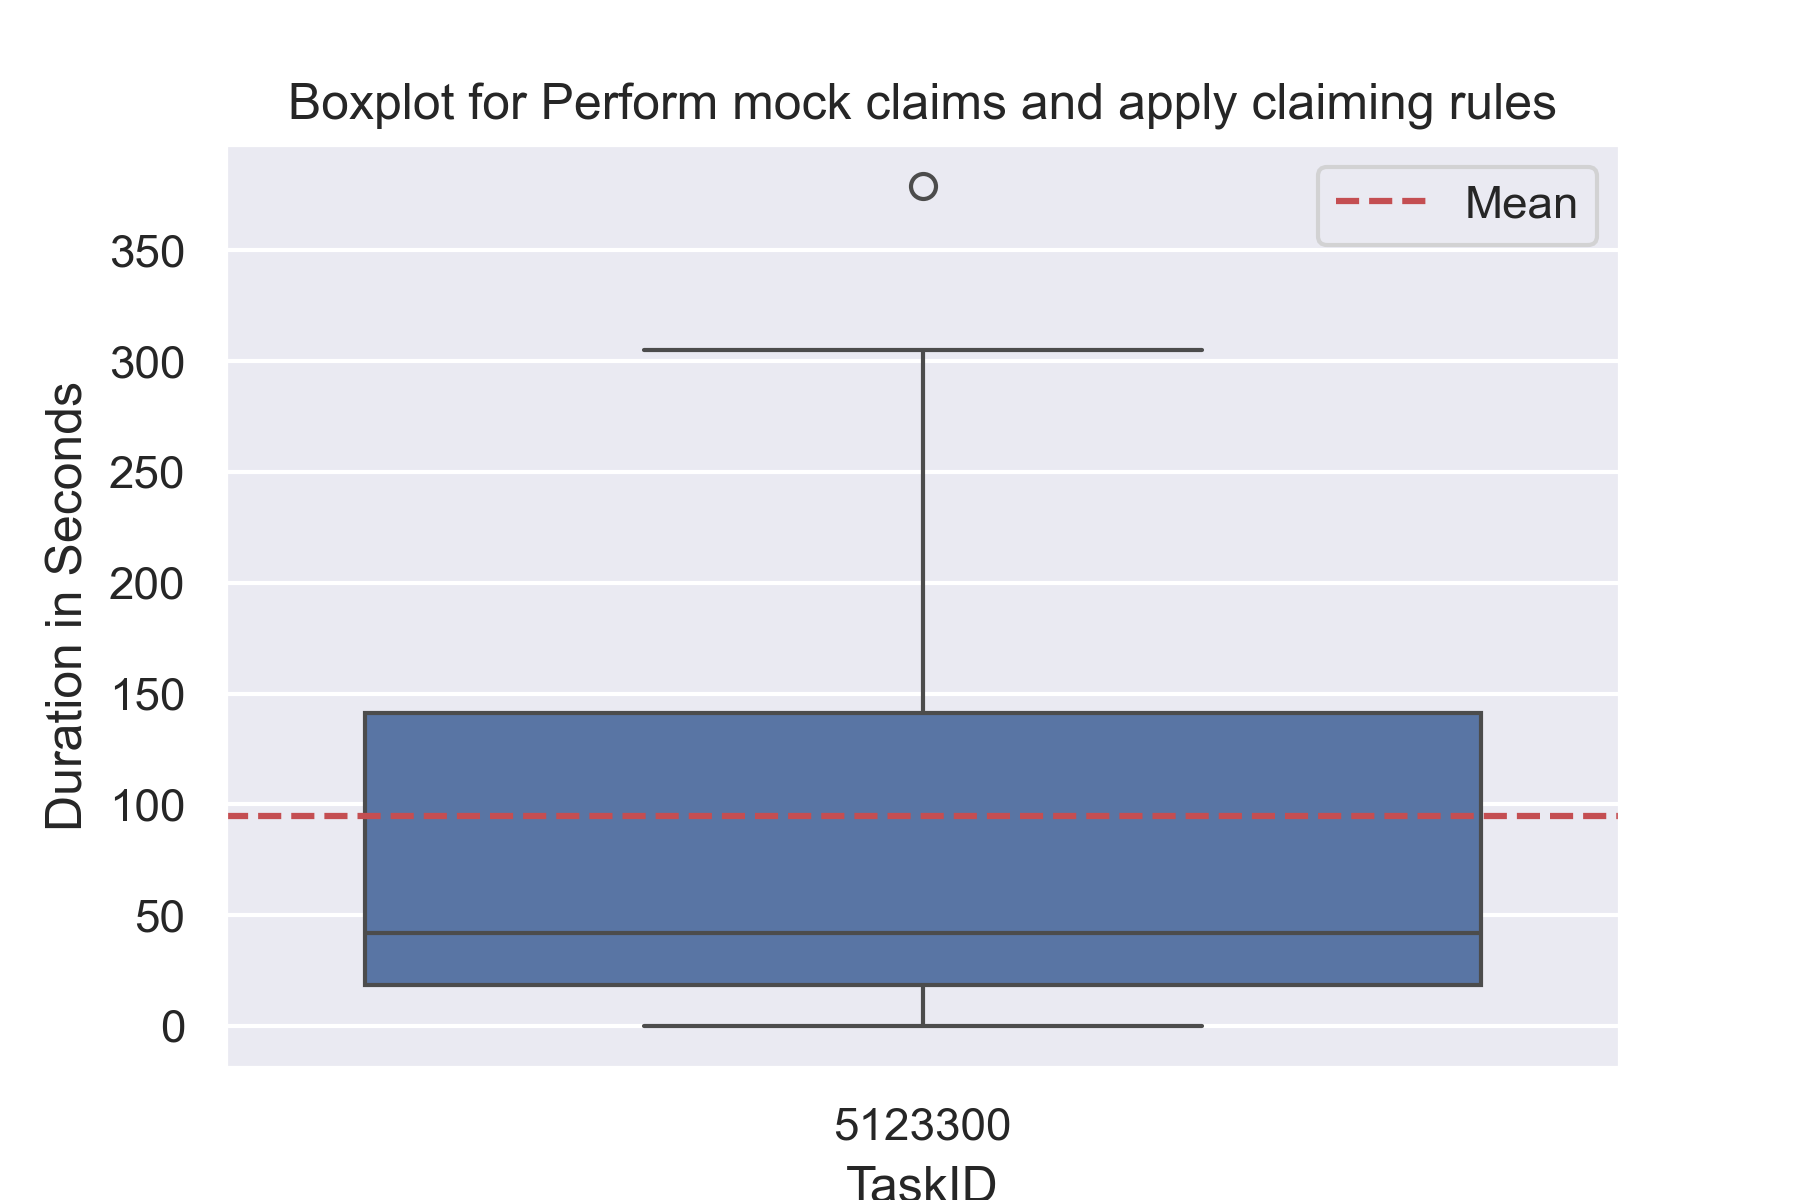 Boxplot for Perform mock claims and apply claiming rules
Mean
350
300
250
200
150
100
50
0
Duration in Seconds
5123300
TaskID